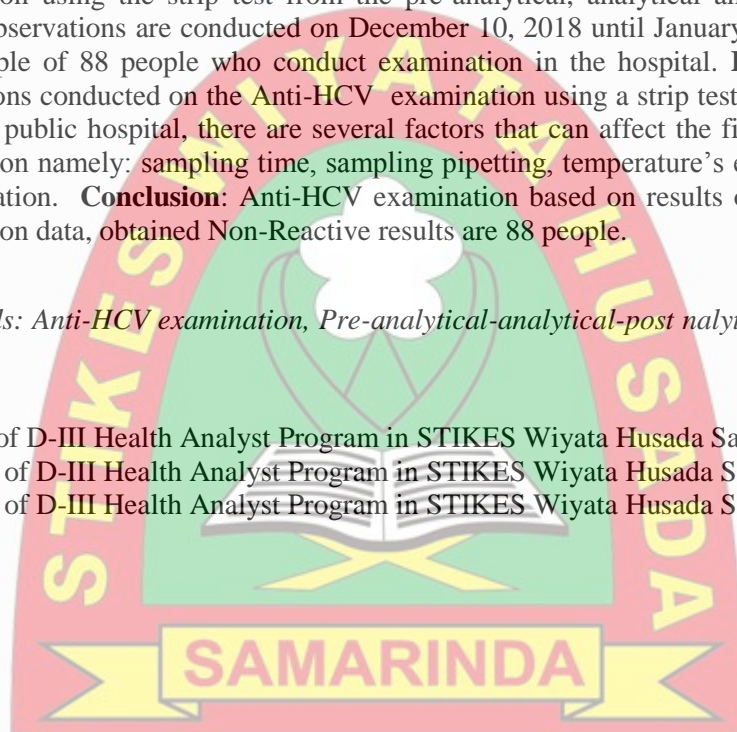 on using the strip test from the pre-analytical, analytical an
bservations are conducted on December 10, 2018 until January
ple of 88 people who conduct examination in the hospital.
ons conducted on the Anti-HCV examination using a strip test
public hospital, there are several factors that can affect the fi
on namely: sampling time, sampling pipetting, temperature's e
ation. Conclusion: Anti-HCV examination based on results o
on data, obtained Non-Reactive results are 88 people.
ds: Anti-HCV examination, Pre-analytical-analytical-post nalyt
of D-III Health Analyst Program in STIKES Wiyata Husada Sa
of D-III Health Analyst Program in STIKES Wiyata Husada S
of D-III Health Analyst Program in STIKES Wiyata Husada S
STIKES WIYATA HUSADA
SAMARINDA